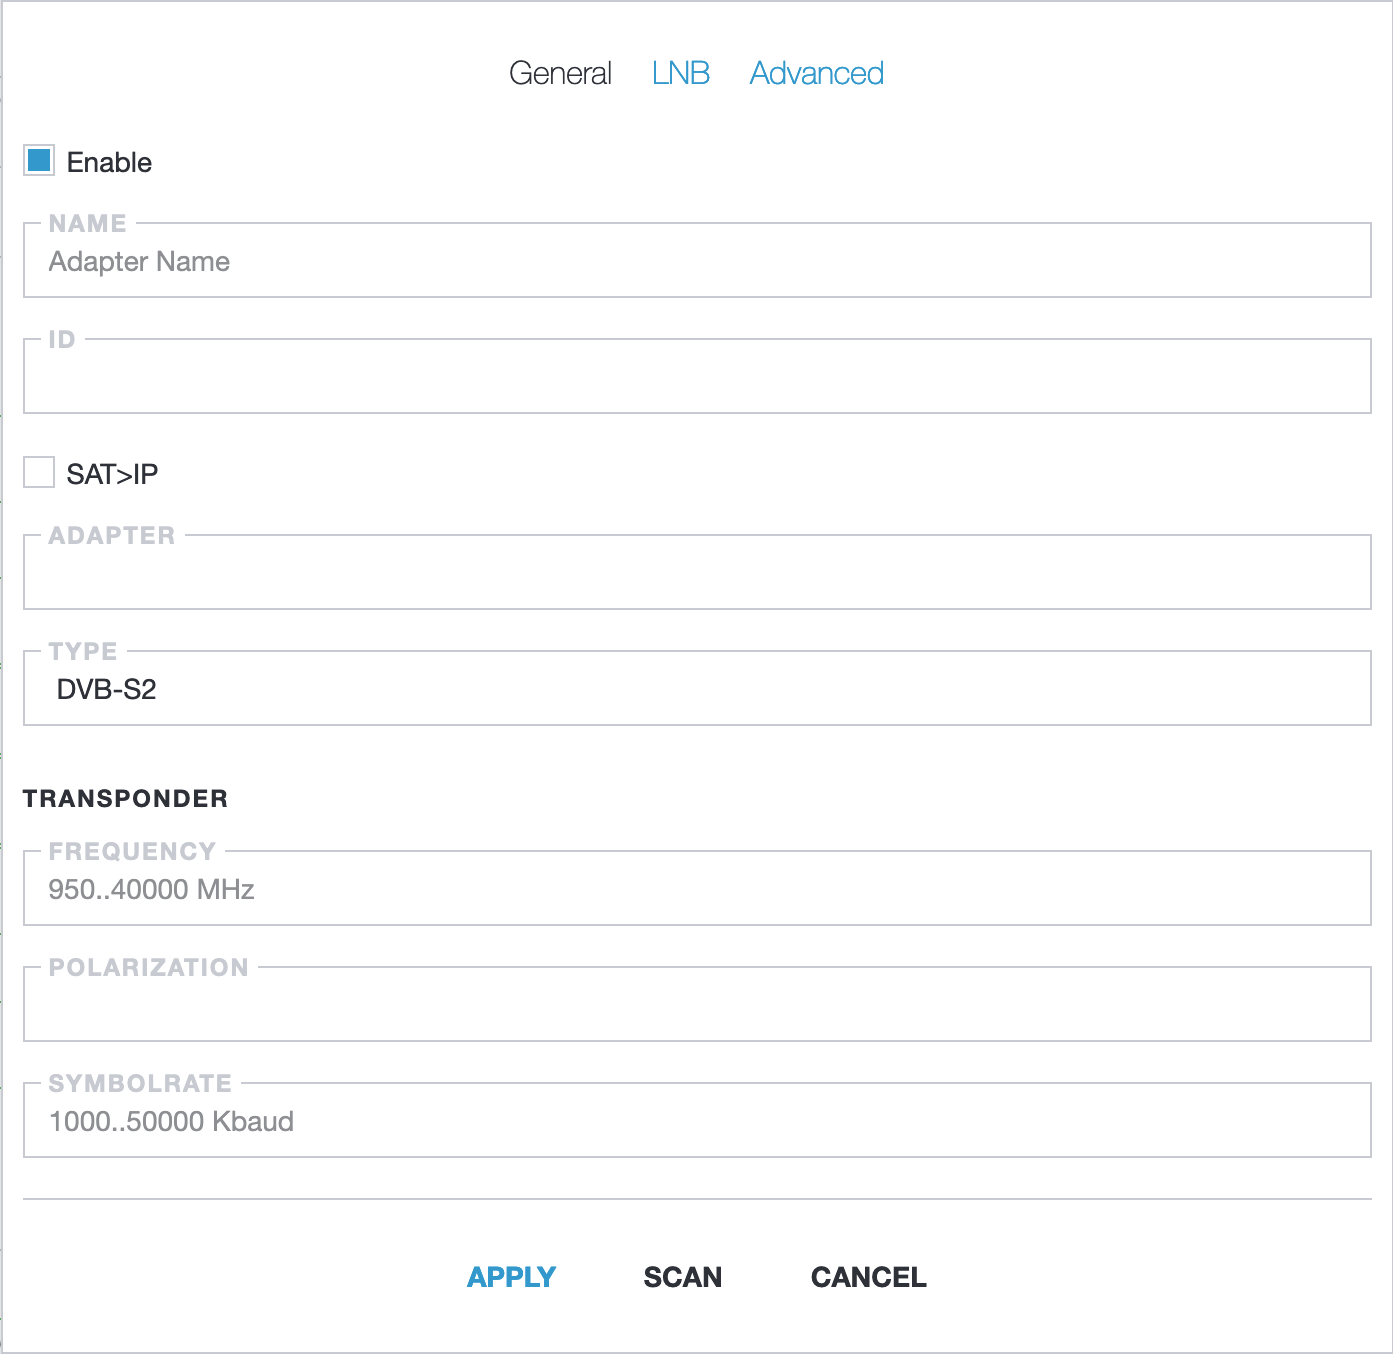 General LNB Advanced
Enable
NAME
Adapter Name
ID
SAT>IP
ADAPTER
TYPE
DVB-S2
TRANSPONDER
FREQUENCY
950..40000 MHz
POLARIZATION
SYMBOLRATE
1000..50000 Kbaud
APPLY SCAN CANCEL